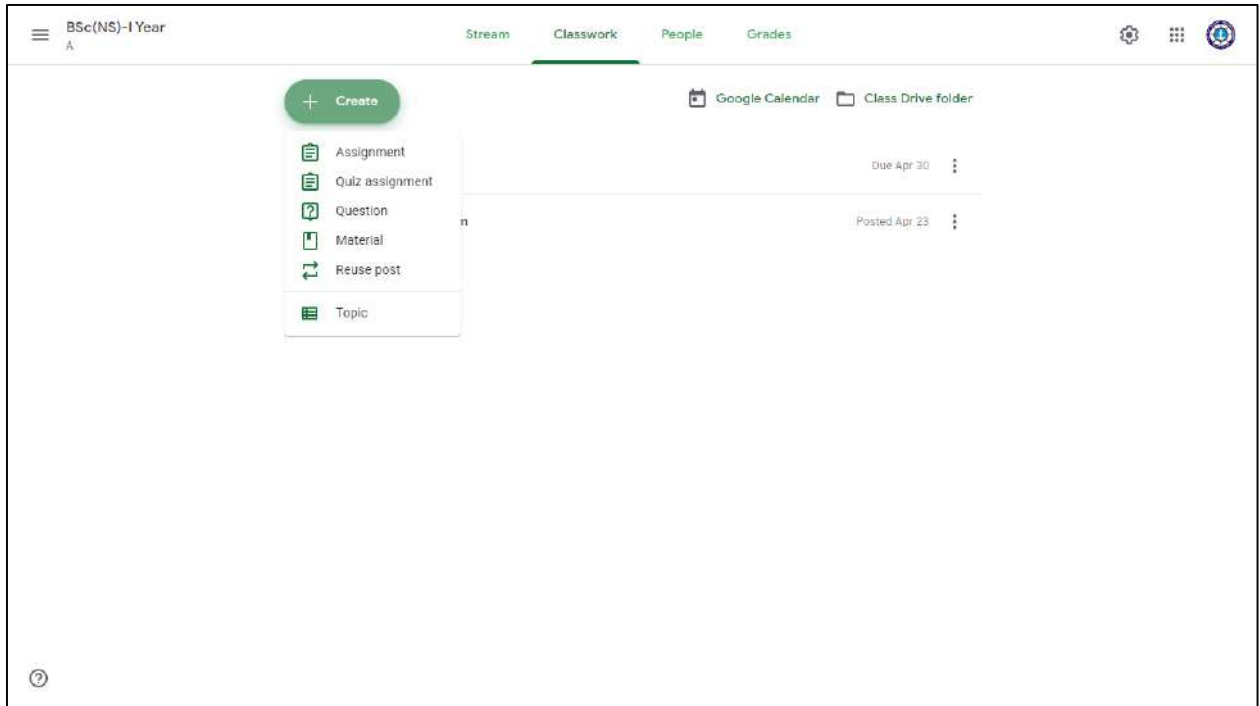 BSc(NS)-I Year
A
Stream Classwork People Grades
Create
Google Calendar Class Drive folder
Assignment
Due Apr 30
Quiz assignment
Question
n
Posted Apr 23
Material
Reuse post
Topic